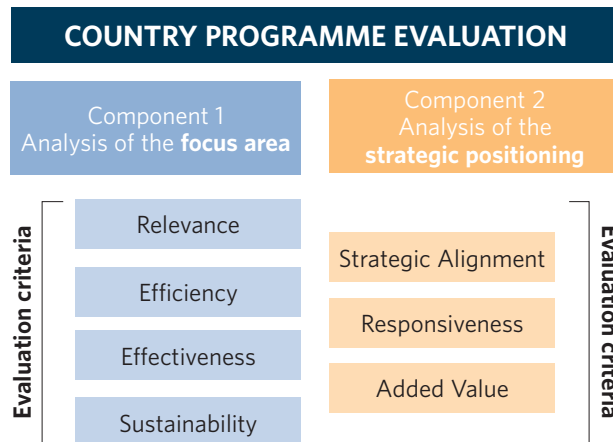 COUNTRY PROGRAMME EVALUATION
Component 1
Analysis of the focus area
Component 2
Analysis of the
strategic positioning
Evaluation criteria
Relevance
Efficiency
Effectiveness
Sustainability
Strategic Alignment
Responsiveness
Added Value
Evaluation criteria